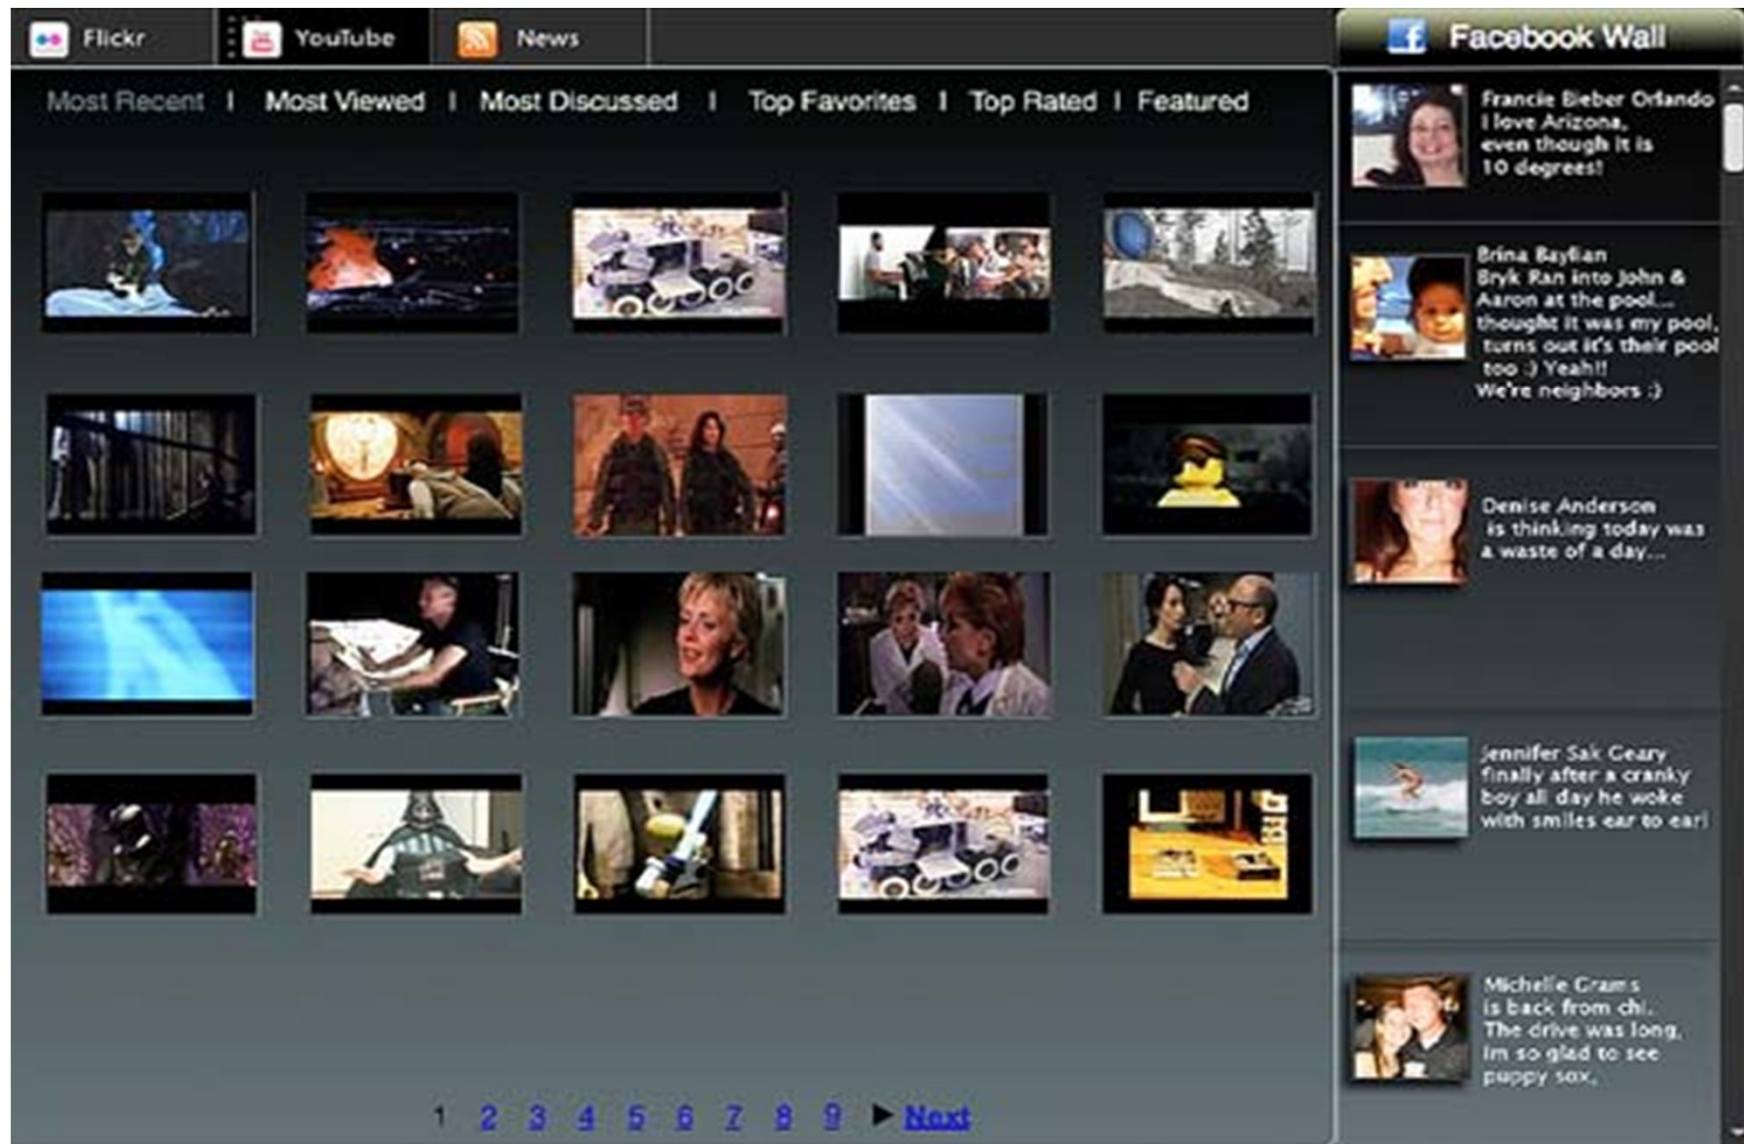 Flickr
YouTube
News
Facebook Wall
Most Recent | Most Viewed | Most Discussed | Top Favorites | Top Rated | Featured
Francie Bieber Orlando
I love Arizona,
even though it is
10 degrees!
Brina Baylian
Bryk Ran into John &
Aaron at the pool...
thought it was my pool,
turns out it's their pool
too :) Yeah!!
We're neighbors :)
Denise Anderson
is thinking today was
a waste of a day...
Jennifer Sak Geary
finally after a cranky
boy all day he woke
with smiles ear to ear!
Michelle Grams
is back from chi.
The drive was long,
im so glad to see
puppy sox.
1 2 3 4 5 6 7 8 9 ▶ Next